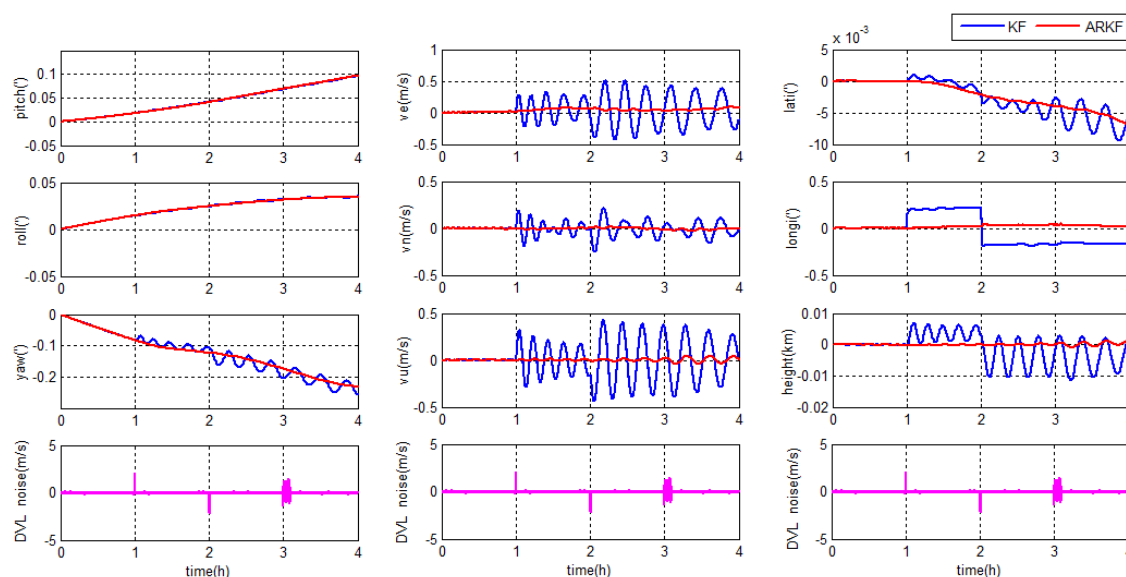 KF ARKF
pitch(') 0.1 0.05 0 -0.05
0 1 2 3 4
ve(m/s) 1 0.5 0 -0.5
0 1 2 3 4
x 10^-3
lati(') 5 0 -5 -10
0 1 2 3 4
roll(') 0.05 0 -0.05
0 1 2 3 4
vn(m/s) 0.5 0 -0.5
0 1 2 3 4
longi(') 0.5 0 -0.5
0 1 2 3 4
yaw(') 0 -0.1 -0.2
0 1 2 3 4
vu(m/s) 0.5 0 -0.5
0 1 2 3 4
height(km) 0.01 0 -0.01 -0.02
0 1 2 3 4
DVL noise(m/s) 5 0 -5
0 1 2 3 4
time(h)
DVL noise(m/s) 5 0 -5
0 1 2 3 4
time(h)
DVL noise(m/s) 5 0 -5
0 1 2 3 4
time(h)